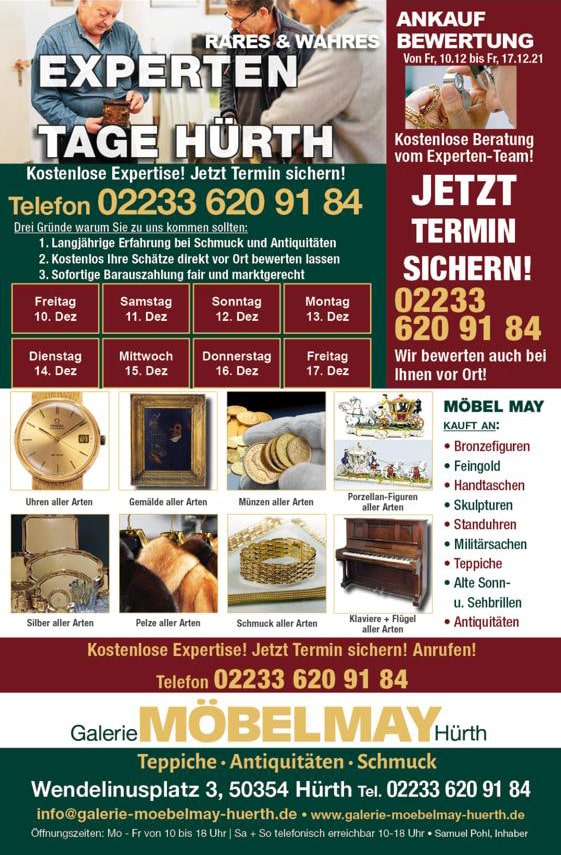 RARES & WAHRES
EXPERTEN
TAGE HÜRTH
Kostenlose Expertise! Jetzt Termin sichern!
Telefon 02233 620 91 84
Drei Gründe warum Sie zu uns kommen sollten:
1. Langjährige Erfahrung bei Schmuck und Antiquitäten
2. Kostenlos Ihre Schätze direkt vor Ort bewerten lassen
3. Sofortige Barauszahlung fair und marktgerecht
Freitag
10. Dez
Samstag
11. Dez
Sonntag
12. Dez
Montag
13. Dez
Dienstag
14. Dez
Mittwoch
15. Dez
Donnerstag
16. Dez
Freitag
17. Dez
ANKAUF
BEWERTUNG
Von Fr, 10.12 bis Fr, 17.12.21
Kostenlose Beratung
vom Experten-Team!
JETZT
TERMIN
SICHERN!
02233
620 91 84
Wir bewerten auch bei
Ihnen vor Ort!
Uhren aller Arten
Gemälde aller Arten
Münzen aller Arten
Porzellan-Figuren
aller Arten
Silber aller Arten
Pelze aller Arten
Schmuck aller Arten
Klaviere + Flügel
aller Arten
MÖBEL MAY
KAUFT AN:
• Bronzefiguren
• Feingold
• Handtaschen
• Skulpturen
• Standuhren
• Militärsachen
• Teppiche
• Alte Sonn-
u. Sehbrillen
• Antiquitäten
Kostenlose Expertise! Jetzt Termin sichern! Anrufen!
Telefon 02233 620 91 84
Galerie MÖBELMAY Hürth
Teppiche · Antiquitäten · Schmuck
Wendelinusplatz 3, 50354 Hürth Tel. 02233 620 91 84
info@galerie-moebelmay-huerth.de • www.galerie-moebelmay-huerth.de
Öffnungszeiten: Mo - Fr von 10 bis 18 Uhr | Sa + So telefonisch erreichbar 10-18 Uhr • Samuel Pohl, Inhaber